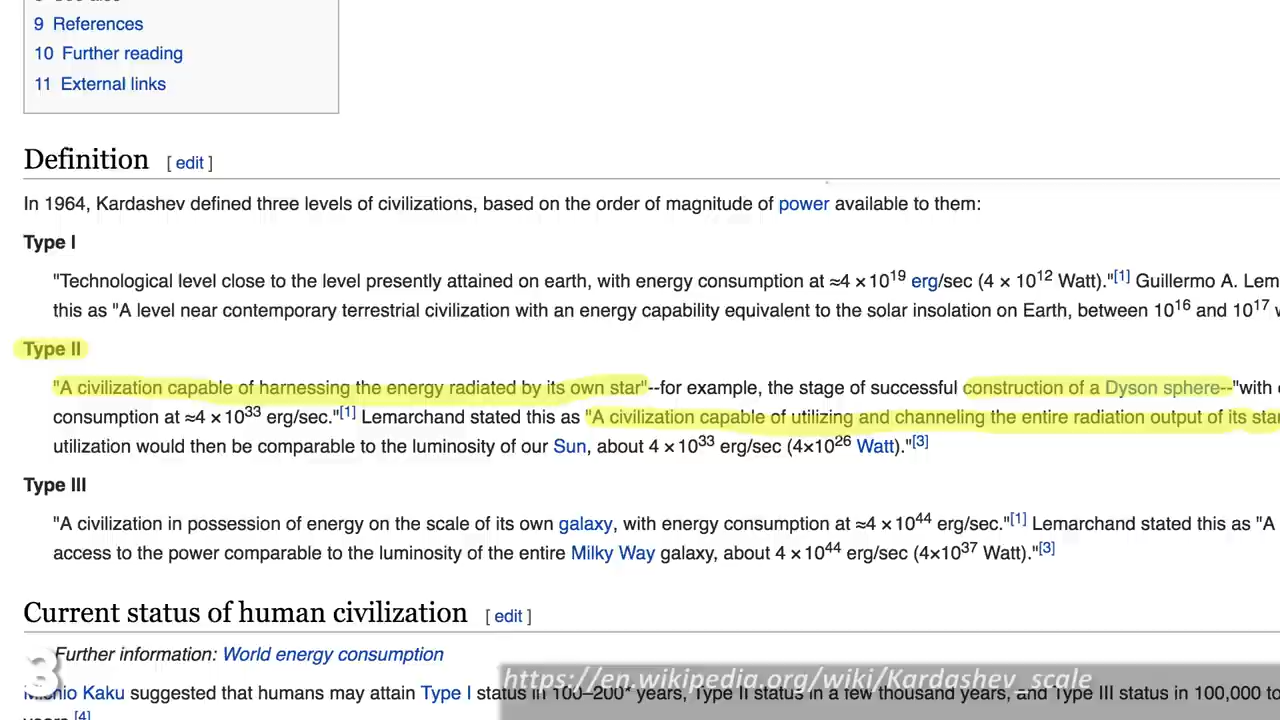 9 References
10 Further reading
11 External links
Definition [ edit ]
In 1964, Kardashev defined three levels of civilizations, based on the order of magnitude of power available to them:
Type I
"Technological level close to the level presently attained on earth, with energy consumption at ≈4 × 10¹⁹ erg/sec (4 × 10¹² Watt)."[1] Guillermo A. Lem
this as "A level near contemporary terrestrial civilization with an energy capability equivalent to the solar insolation on Earth, between 10¹⁶ and 10¹⁷
Type II
"A civilization capable of harnessing the energy radiated by its own star"--for example, the stage of successful construction of a Dyson sphere--"with
consumption at ≈4 × 10³³ erg/sec."[1] Lemarchand stated this as "A civilization capable of utilizing and channeling the entire radiation output of its star
utilization would then be comparable to the luminosity of our Sun, about 4 × 10³³ erg/sec (4×10²⁶ Watt)."[3]
Type III
"A civilization in possession of energy on the scale of its own galaxy, with energy consumption at ≈4 × 10⁴⁴ erg/sec."[1] Lemarchand stated this as "A
access to the power comparable to the luminosity of the entire Milky Way galaxy, about 4 × 10⁴⁴ erg/sec (4×10³⁷ Watt)."[3]
Current status of human civilization [ edit ]
3
Further information: World energy consumption
https://en.wikipedia.org/wiki/Kardashev_scale
Michio Kaku suggested that humans may attain Type I status in 100–200* years, Type II status in a few thousand years, and Type III status in 100,000 to
[4]